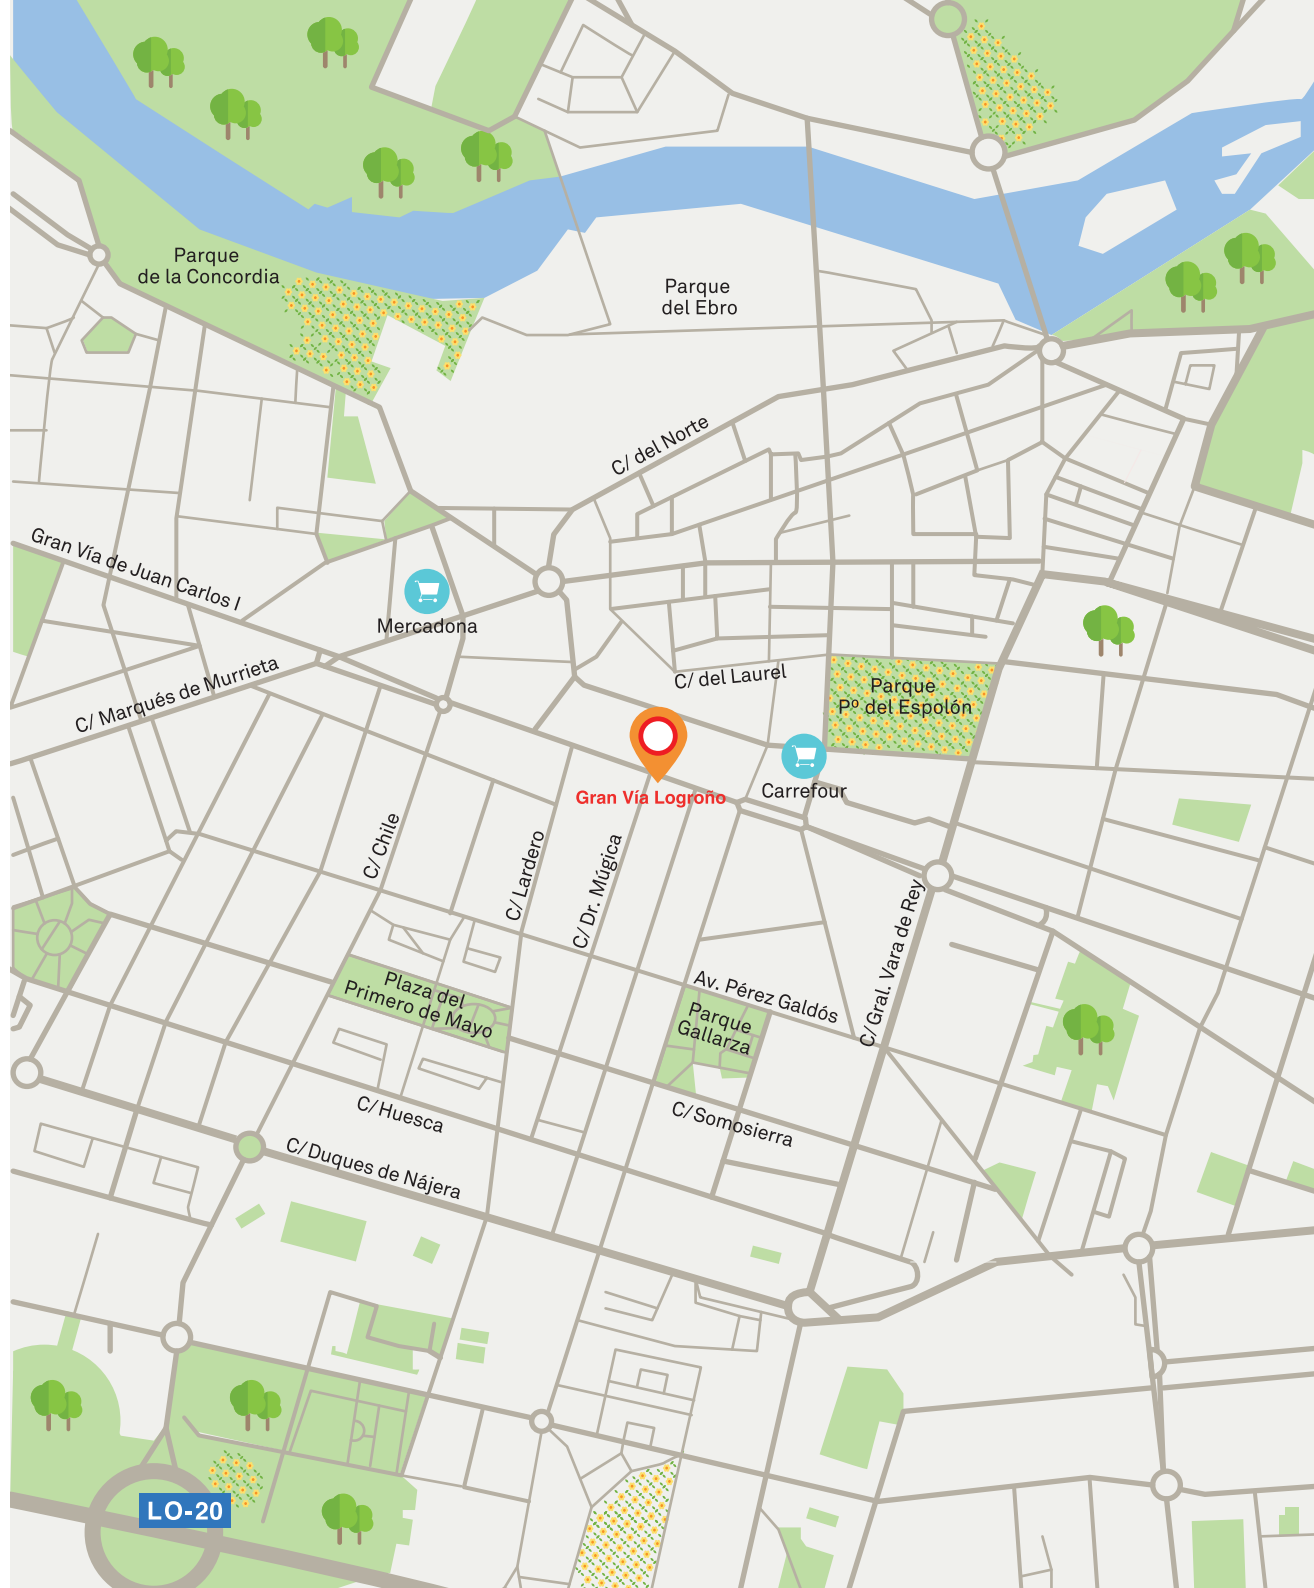 Parque
de la Concordia
Parque
del Ebro
C/ del Norte
Gran Vía de Juan Carlos I
Mercadona
C/ Marqués de Murrieta
C/ del Laurel
Parque
Pº del Espolón
Carrefour
Gran Vía Logroño
C/ Chile
C/ Lardero
C/ Dr. Múgica
C/ Gral. Vara de Rey
Av. Pérez Galdós
Plaza del
Primero de Mayo
Parque
Gallarza
C/ Huesca
C/ Somosierra
C/ Duques de Nájera
LO-20